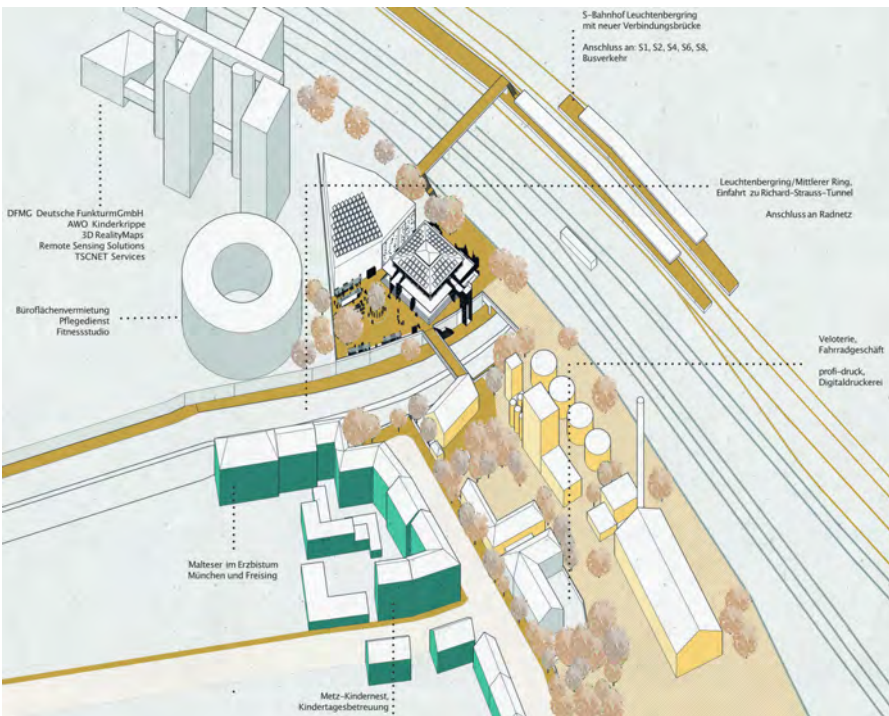 S-Bahnhof Leuchtenbergring
mit neuer Verbindungsbrücke
Anschluss an: S1, S2, S4, S6, S8,
Busverkehr
Leuchtenbergring/Mittlerer Ring,
Einfahrt zu Richard-Strauss-Tunnel
Anschluss an Radnetz
DFMG Deutsche FunkturmGmbH
AWO Kinderkrippe
3D RealityMaps
Remote Sensing Solutions
TSCNET Services
Büroflächenvermietung
Pflegedienst
Fitnessstudio
Veloterie,
Fahrradgeschäft
profi-druck,
Digitaldruckerei
Malteser im Erzbistum
München und Freising
Metz-Kindernest,
Kindertagesbetreuung